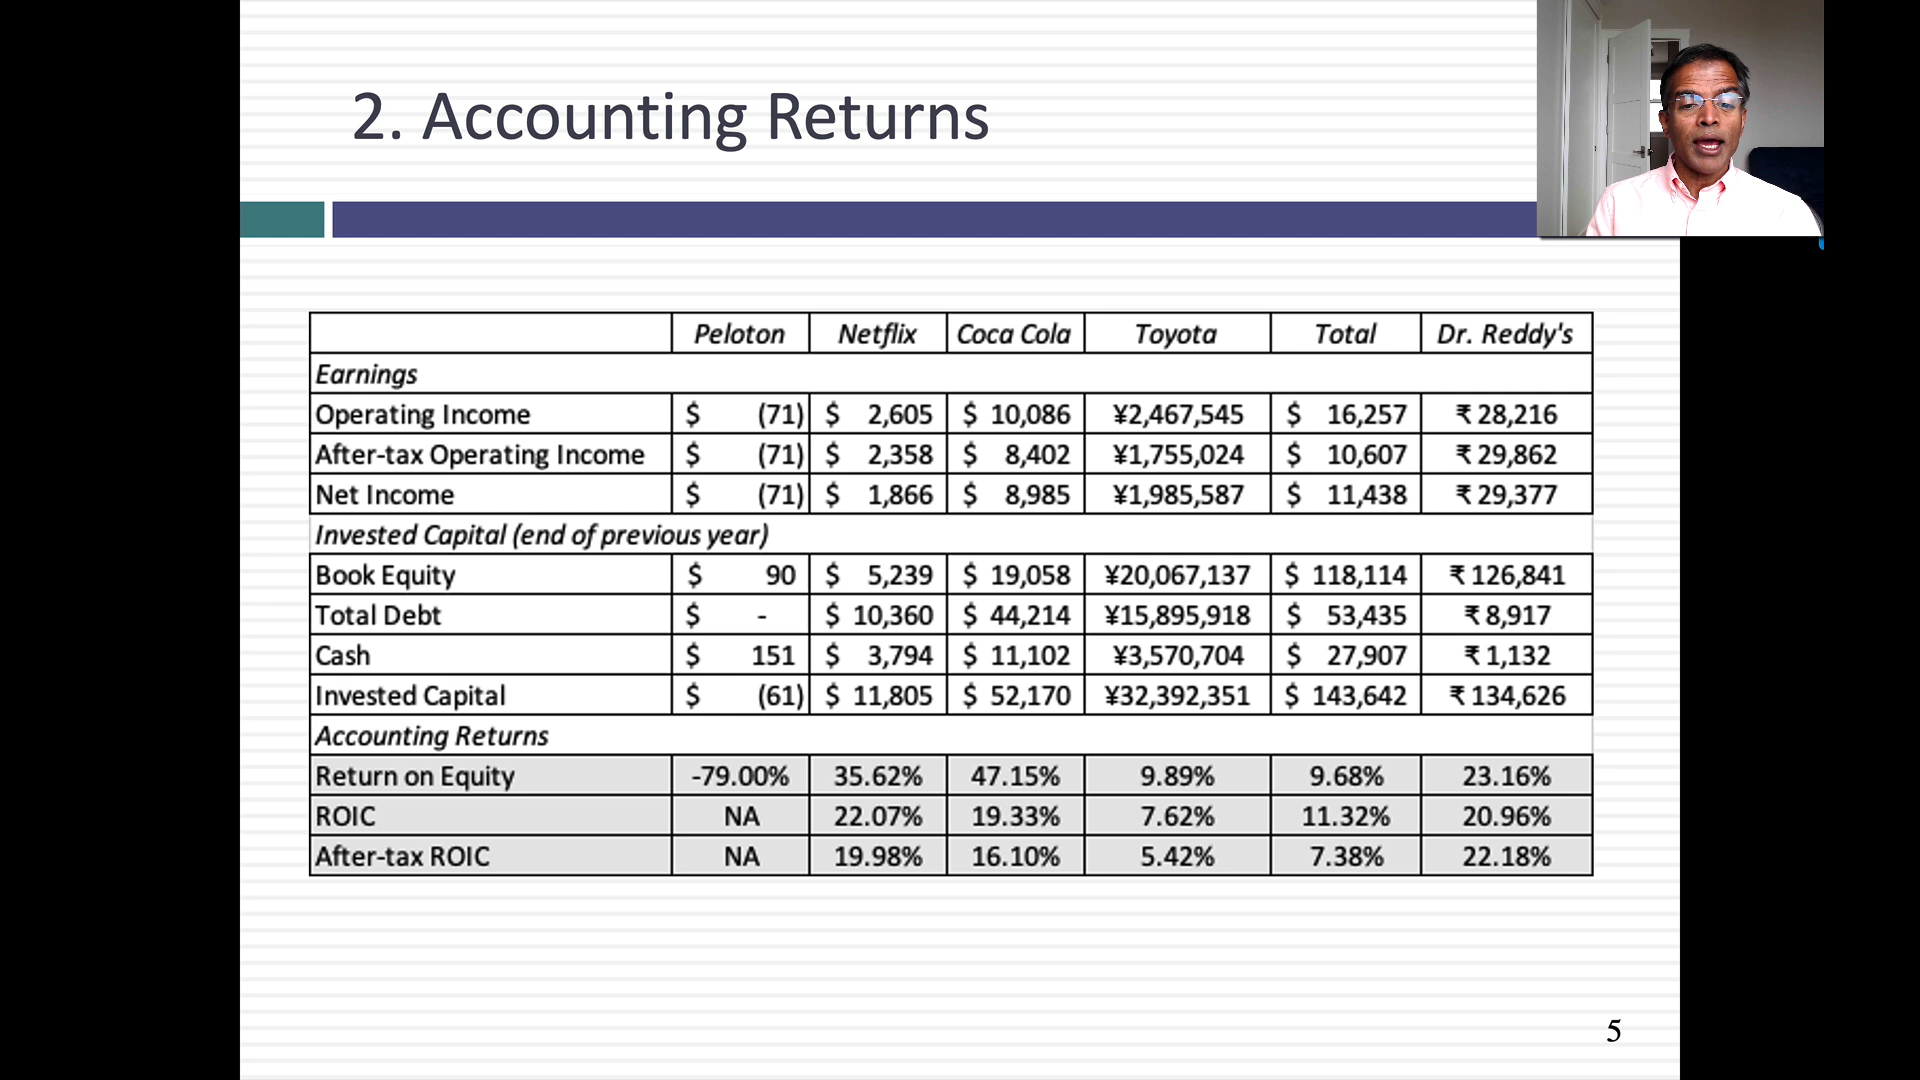 2. Accounting Returns
Peloton Netflix Coca Cola Toyota Total Dr. Reddy's
Earnings
Operating Income $ (71) $ 2,605 $ 10,086 ¥2,467,545 $ 16,257 ₹ 28,216
After-tax Operating Income $ (71) $ 2,358 $ 8,402 ¥1,755,024 $ 10,607 ₹ 29,862
Net Income $ (71) $ 1,866 $ 8,985 ¥1,985,587 $ 11,438 ₹ 29,377
Invested Capital (end of previous year)
Book Equity $ 90 $ 5,239 $ 19,058 ¥20,067,137 $ 118,114 ₹ 126,841
Total Debt $ - $ 10,360 $ 44,214 ¥15,895,918 $ 53,435 ₹ 8,917
Cash $ 151 $ 3,794 $ 11,102 ¥3,570,704 $ 27,907 ₹ 1,132
Invested Capital $ (61) $ 11,805 $ 52,170 ¥32,392,351 $ 143,642 ₹ 134,626
Accounting Returns
Return on Equity -79.00% 35.62% 47.15% 9.89% 9.68% 23.16%
ROIC NA 22.07% 19.33% 7.62% 11.32% 20.96%
After-tax ROIC NA 19.98% 16.10% 5.42% 7.38% 22.18%
5